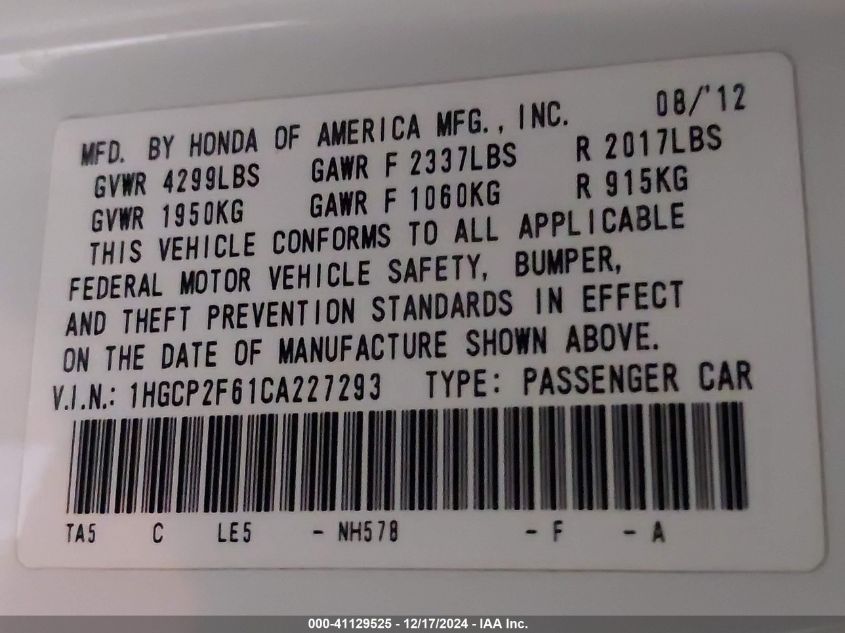 MFD. BY HONDA OF AMERICA MFG., INC. 08/'12
GVWR 4299LBS GAWR F 2337LBS R 2017LBS
GVWR 1950KG GAWR F 1060KG R 915KG
THIS VEHICLE CONFORMS TO ALL APPLICABLE
FEDERAL MOTOR VEHICLE SAFETY, BUMPER,
AND THEFT PREVENTION STANDARDS IN EFFECT
ON THE DATE OF MANUFACTURE SHOWN ABOVE.
V.I.N.: 1HGCP2F61CA227293 TYPE: PASSENGER CAR
TA5 C LE5 - NH578 - F - A
000-41129525 - 12/17/2024 - IAA Inc.